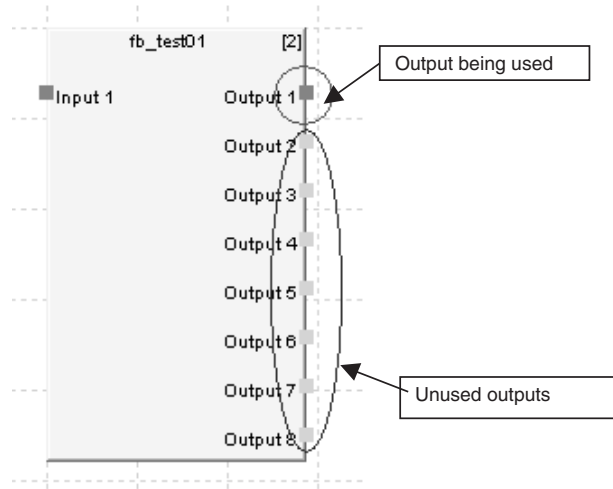 fb_test01 [2]
Output being used
Input 1 Output 1
Output 2
Output 3
Output 4
Output 5
Output 6
Output 7
Unused outputs
Output 8